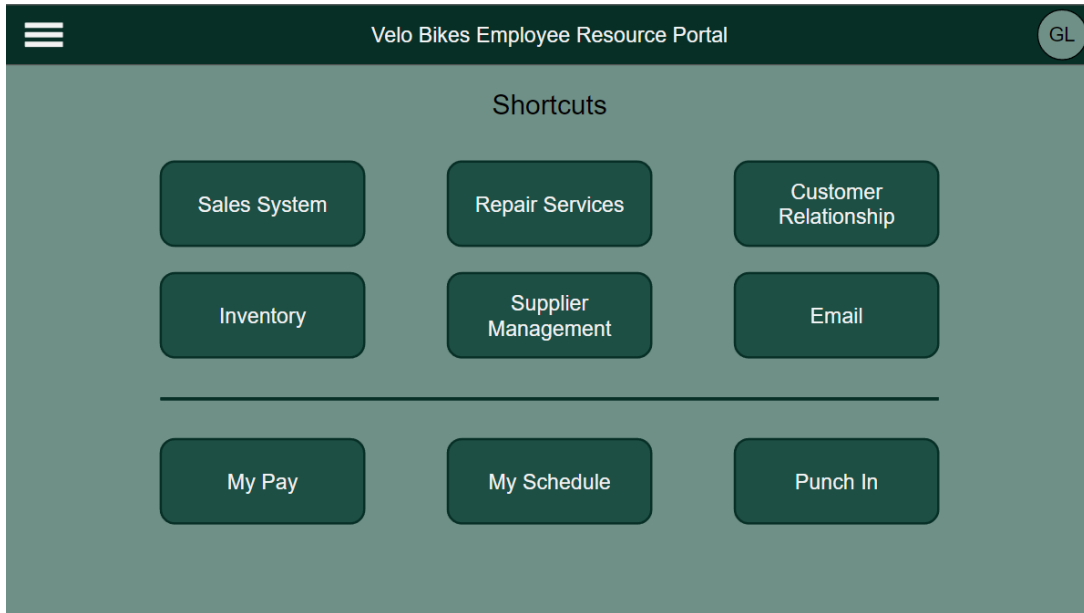 Velo Bikes Employee Resource Portal
GL
Shortcuts
Sales System
Repair Services
Customer
Relationship
Inventory
Supplier
Management
Email
My Pay
My Schedule
Punch In